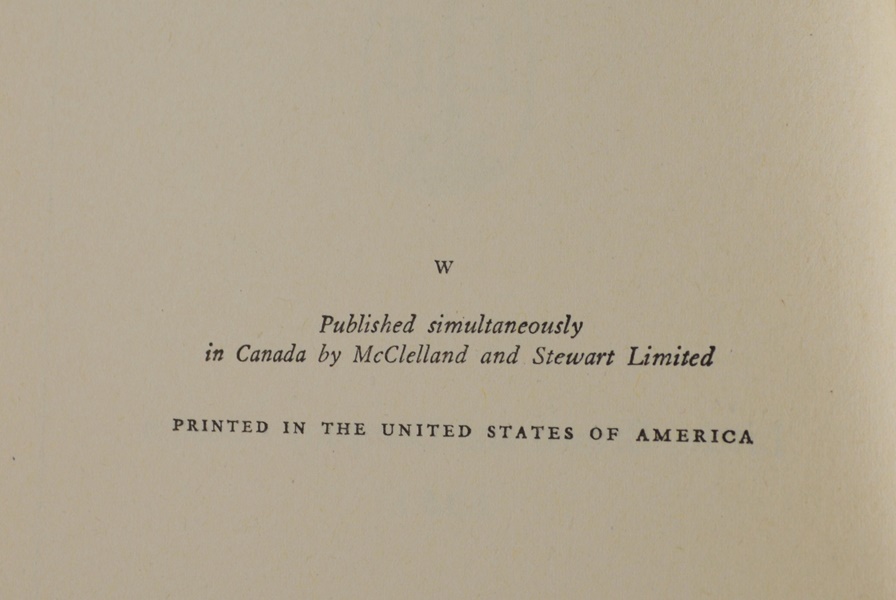 W
Published simultaneously
in Canada by McClelland and Stewart Limited
PRINTED IN THE UNITED STATES OF AMERICA